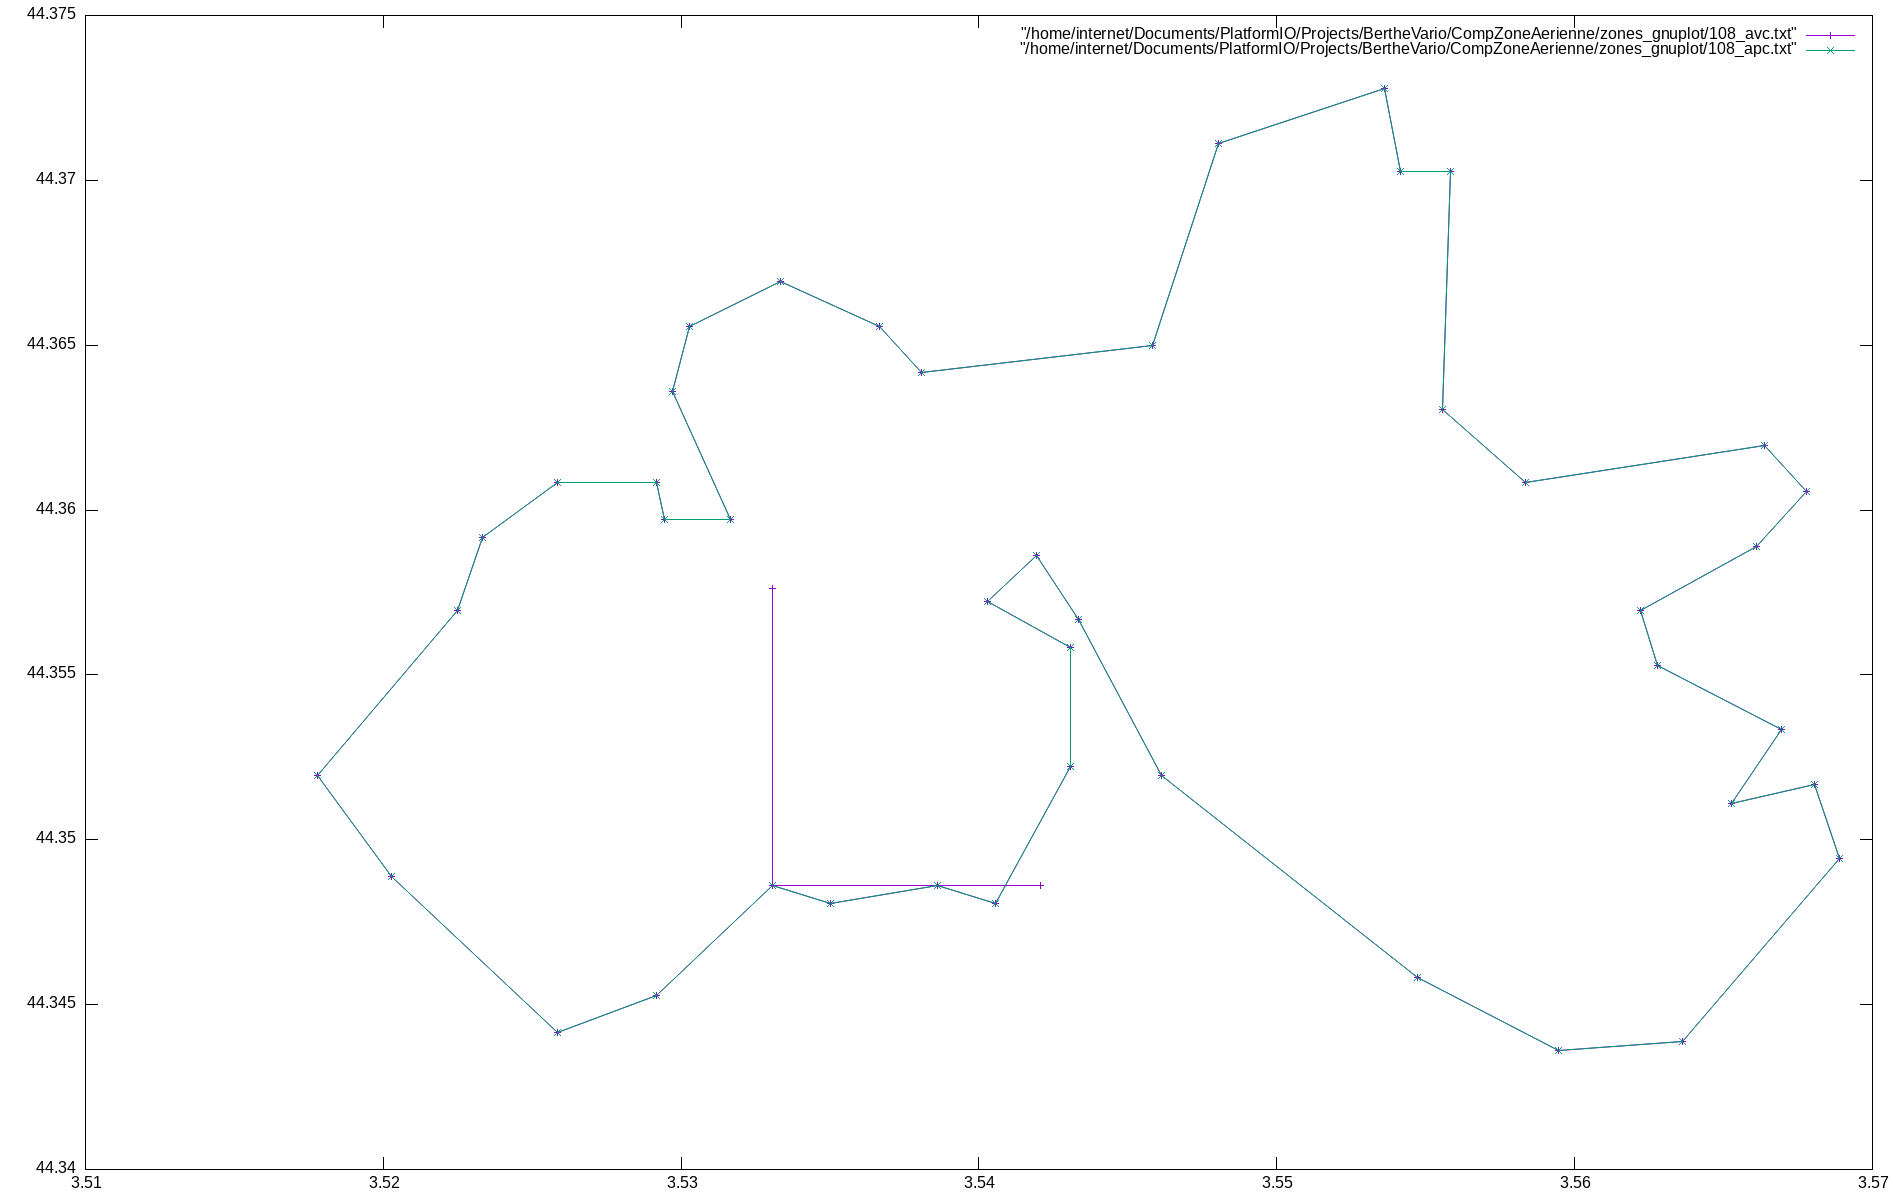 44.375
"/home/internet/Documents/PlatformIO/Projects/BertheVario/CompZoneAerienne/zones_gnuplot/108_avc.txt"
"/home/internet/Documents/PlatformIO/Projects/BertheVario/CompZoneAerienne/zones_gnuplot/108_apc.txt"
44.37
44.365
44.36
44.355
44.35
44.345
44.34
3.51 3.52 3.53 3.54 3.55 3.56 3.57